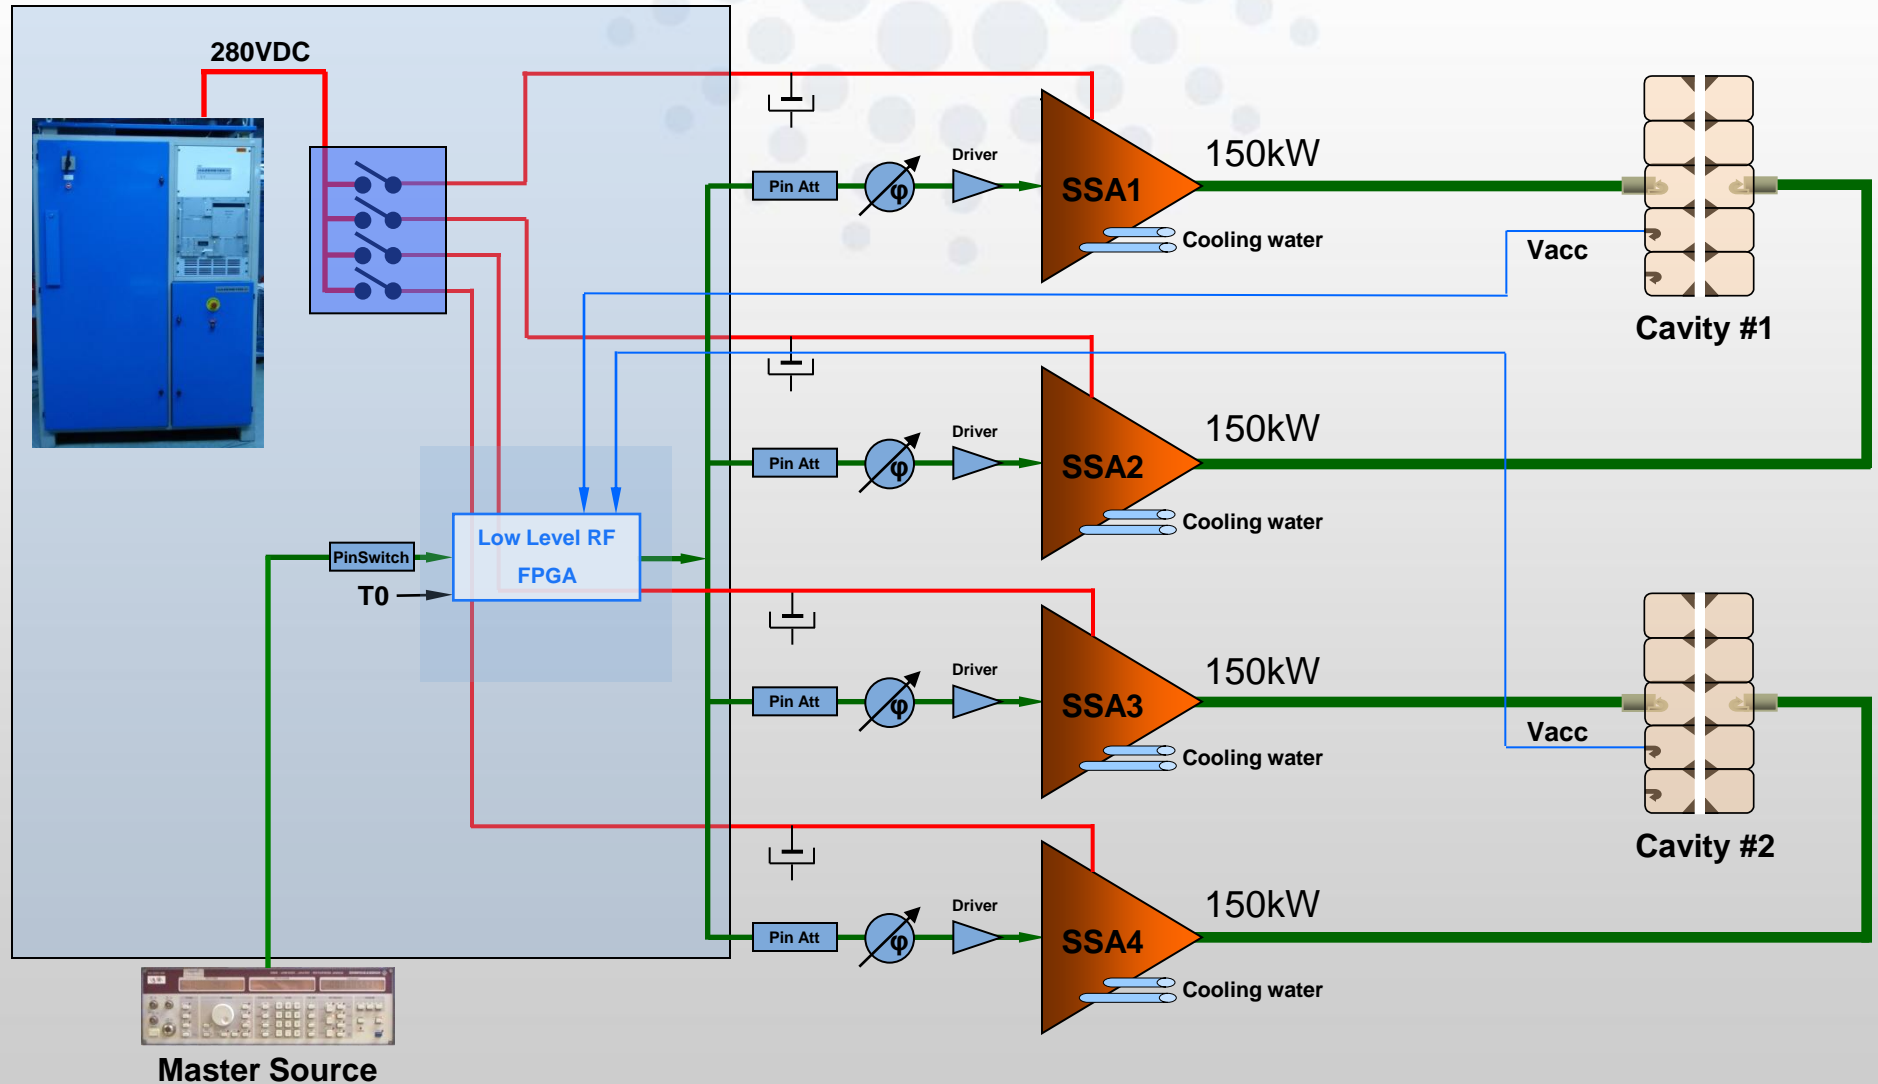 280VDC
Driver
150kW
Pin Att
φ
SSA1
Cooling water
Vacc
Cavity #1
Driver
150kW
Pin Att
φ
SSA2
Cooling water
Low Level RF
FPGA
PinSwitch
T0
Driver
150kW
Pin Att
φ
SSA3
Cooling water
Vacc
Cavity #2
Driver
150kW
Pin Att
φ
SSA4
Cooling water
Master Source